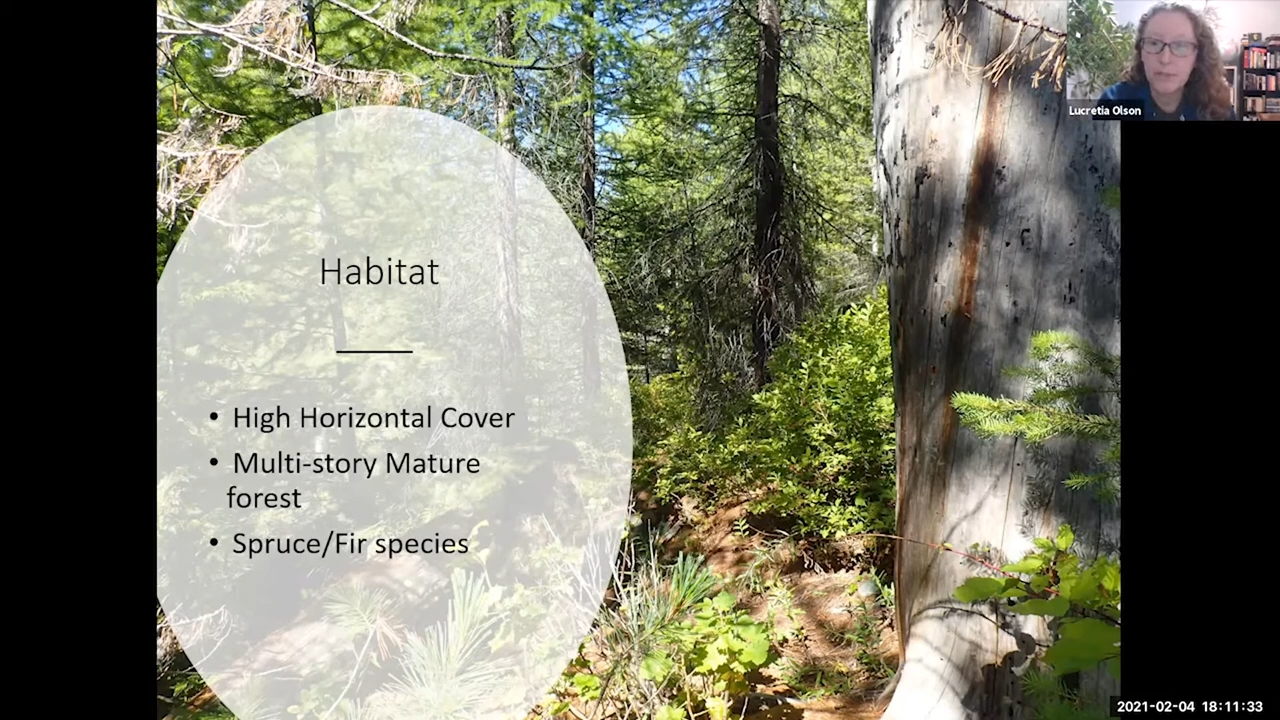 Lucretia Olson
Habitat
• High Horizontal Cover
• Multi-story Mature
forest
• Spruce/Fir species
2021-02-04 18:11:33